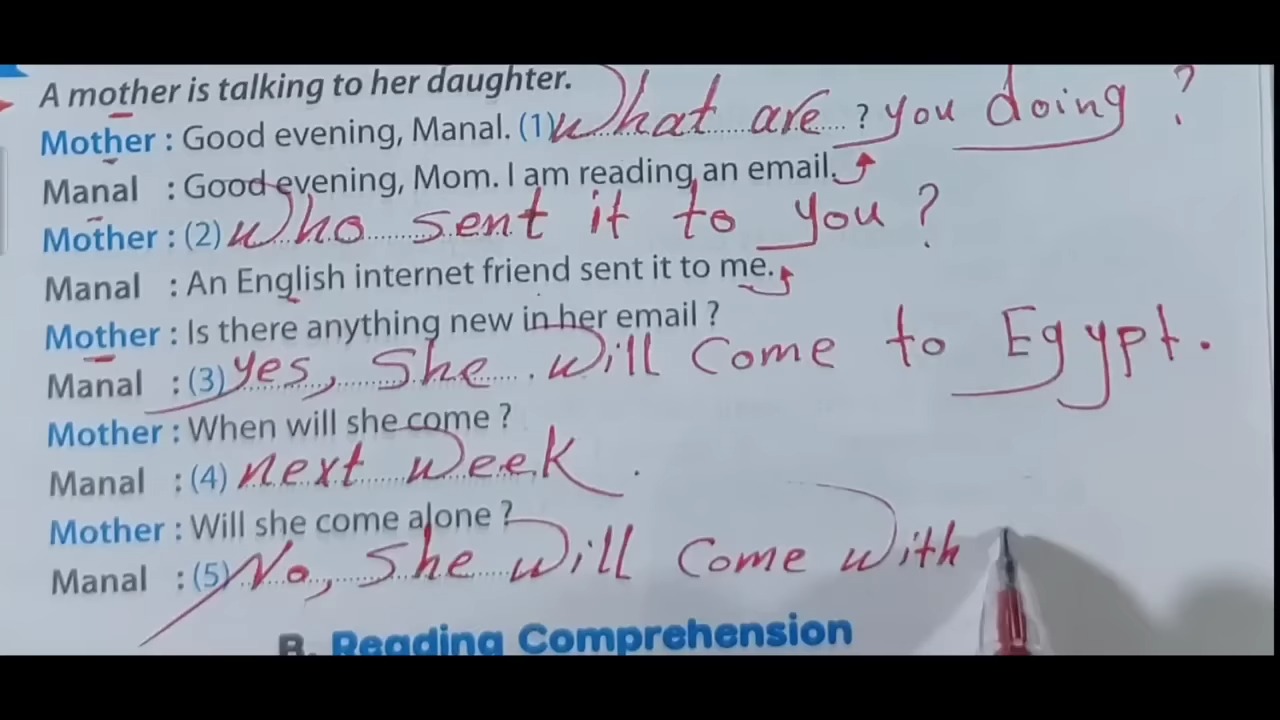 A mother is talking to her daughter.
Mother : Good evening, Manal. (1) What are ? you doing ?
Manal : Good evening, Mom. I am reading an email.
Mother : (2) Who sent it to you ?
Manal : An English internet friend sent it to me.
Mother : Is there anything new in her email ?
Manal : (3) yes, She will come to Egypt.
Mother : When will she come ?
Manal : (4) next week .
Mother : Will she come alone ?
Manal : (5) No, She will come with
B. Reading Comprehension